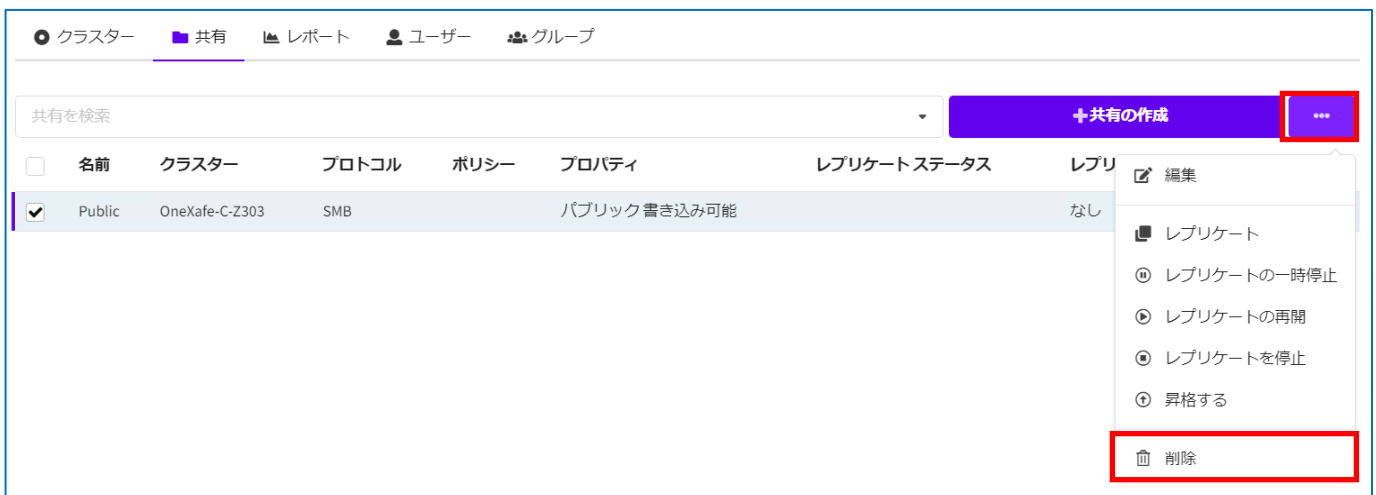 クラスター 共有 レポート ユーザー グループ
共有を検索 +共有の作成 •••
名前 クラスター プロトコル ポリシー プロパティ レプリケートステータス レプリ
Public OneXafe-C-Z303 SMB パブリック 書き込み可能 なし
編集
レプリケート
レプリケートの一時停止
レプリケートの再開
レプリケートを停止
昇格する
削除